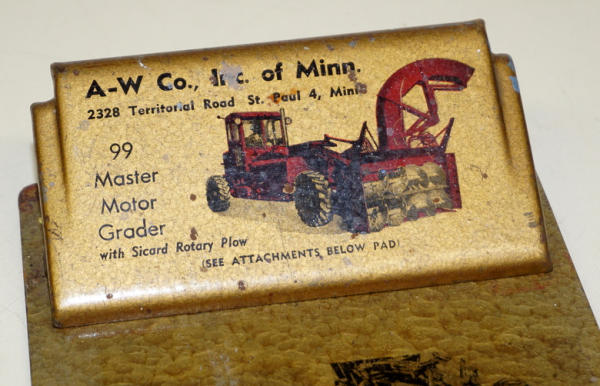 A-W Co., Inc. of Minn.
2328 Territorial Road St. Paul 4, Minn.
99
Master
Motor
Grader
with Sicard Rotary Plow
(SEE ATTACHMENTS, BELOW PAD)